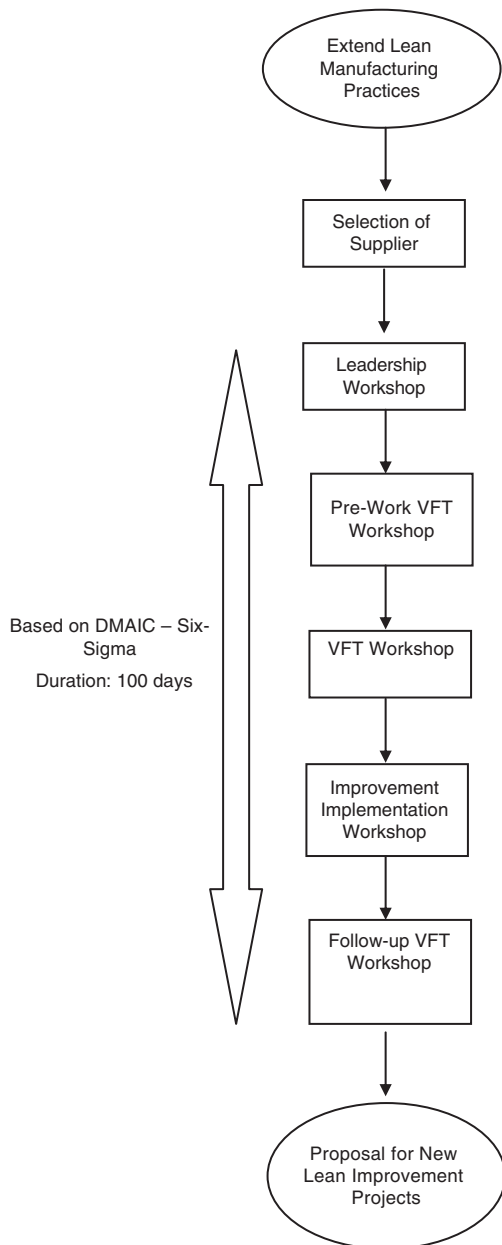 Extend Lean
Manufacturing
Practices
Selection of
Supplier
Leadership
Workshop
Pre-Work VFT
Workshop
Based on DMAIC – Six-
Sigma
Duration: 100 days
VFT Workshop
Improvement
Implementation
Workshop
Follow-up VFT
Workshop
Proposal for New
Lean Improvement
Projects